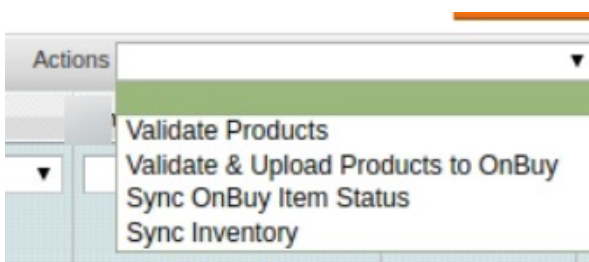 Actions
Validate Products
Validate & Upload Products to OnBuy
Sync OnBuy Item Status
Sync Inventory